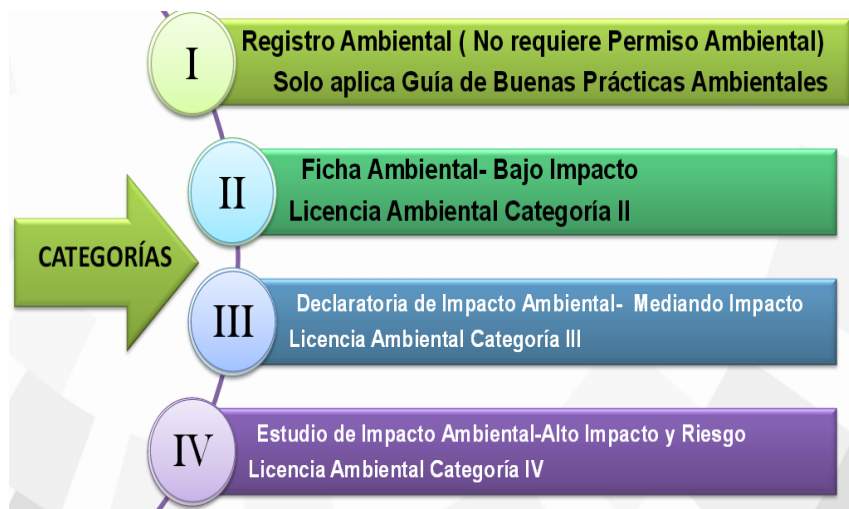 CATEGORÍAS
I
Registro Ambiental ( No requiere Permiso Ambiental)
Solo aplica Guía de Buenas Prácticas Ambientales
II
Ficha Ambiental- Bajo Impacto
Licencia Ambiental Categoría II
III
Declaratoria de Impacto Ambiental- Mediando Impacto
Licencia Ambiental Categoría III
IV
Estudio de Impacto Ambiental-Alto Impacto y Riesgo
Licencia Ambiental Categoría IV